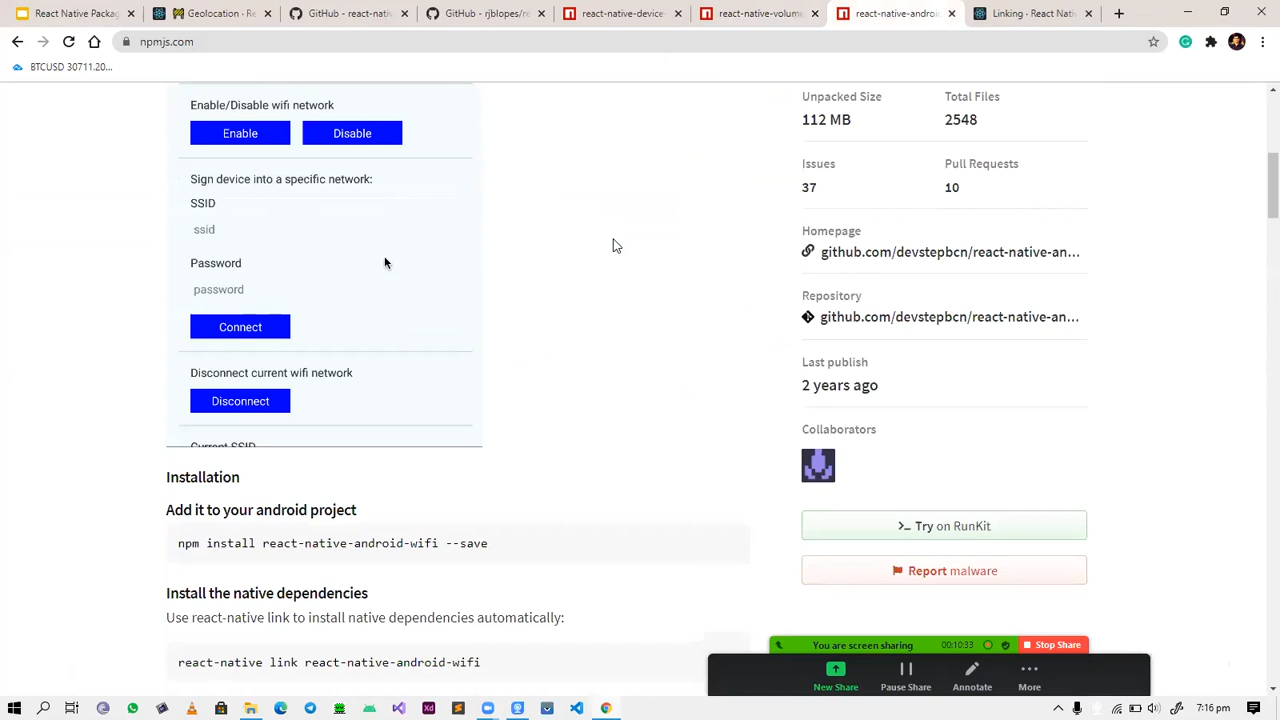 React Native Packag
Geolocation · Re
GitHub - react-nativ
GitHub - rjblopes/re
react-native-device-
react-native-volume
react-native-androi
Linking · React Nati
npmjs.com
BTCUSD 30711.20...
Enable/Disable wifi network
Enable
Disable
Sign device into a specific network:
SSID
ssid
Password
password
Connect
Disconnect current wifi network
Disconnect
Current SSID
Installation
Add it to your android project
npm install react-native-android-wifi --save
Install the native dependencies
Use react-native link to install native dependencies automatically:
react-native link react-native-android-wifi
Unpacked Size
Total Files
112 MB
2548
Issues
Pull Requests
37
10
Homepage
github.com/devstepbcn/react-native-an...
Repository
github.com/devstepbcn/react-native-an...
Last publish
2 years ago
Collaborators
Try on RunKit
Report malware
You are screen sharing
00:10:33
Stop Share
New Share
Pause Share
Annotate
More
7:16 pm